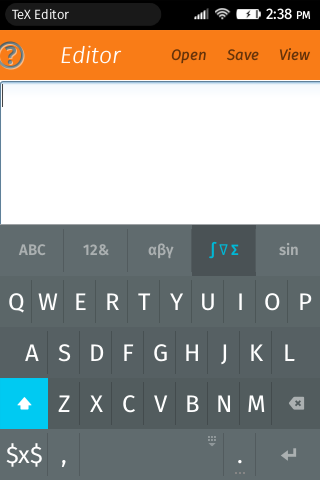 TeX Editor 2:38 PM
? Editor Open Save View
ABC 12& αβγ ∫∇Σ sin
Q W E R T Y U I O P
A S D F G H J K L
Z X C V B N M
$x$ , .